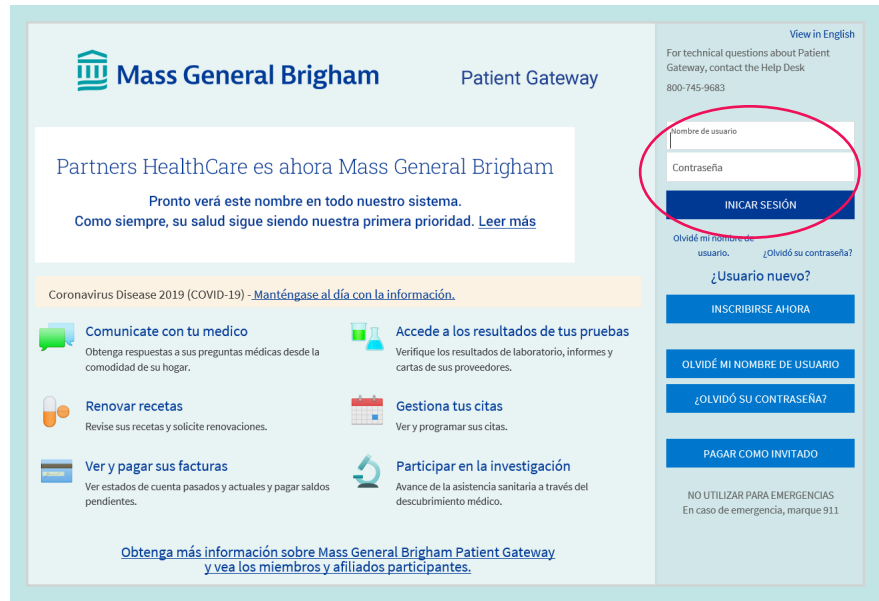 Mass General Brigham
Patient Gateway
Partners HealthCare es ahora Mass General Brigham
Pronto verá este nombre en todo nuestro sistema.
Como siempre, su salud sigue siendo nuestra primera prioridad. Leer más
Coronavirus Disease 2019 (COVID-19) - Manténgase al día con la información.
Comunicate con tu medico
Obtenga respuestas a sus preguntas médicas desde la
comodidad de su hogar.
Accede a los resultados de tus pruebas
Verifique los resultados de laboratorio, informes y
cartas de sus proveedores.
Renovar recetas
Revise sus recetas y solicite renovaciones.
Gestiona tus citas
Ver y programar sus citas.
Ver y pagar sus facturas
Ver estados de cuenta pasados y actuales y pagar saldos
pendientes.
Participar en la investigación
Avance de la asistencia sanitaria a través del
descubrimiento médico.
Obtenga más información sobre Mass General Brigham Patient Gateway
y vea los miembros y afiliados participantes.
View in English
For technical questions about Patient
Gateway, contact the Help Desk
800-745-9683
Nombre de usuario
Contraseña
INICAR SESIÓN
Olvidé mi nombre de
usuario.
¿Olvidó su contraseña?
¿Usuario nuevo?
INSCRIBIRSE AHORA
OLVIDÉ MI NOMBRE DE USUARIO
¿OLVIDÓ SU CONTRASEÑA?
PAGAR COMO INVITADO
NO UTILIZAR PARA EMERGENCIAS
En caso de emergencia, marque 911